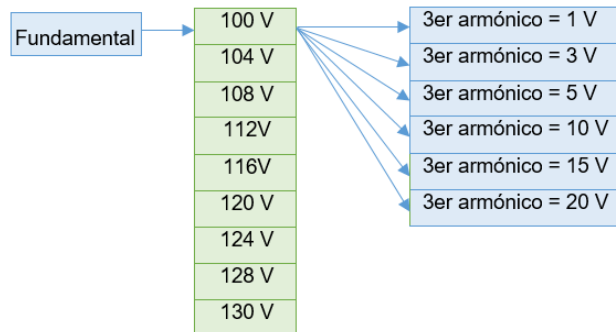 Fundamental
100 V
104 V
108 V
112V
116V
120 V
124 V
128 V
130 V
3er armónico = 1 V
3er armónico = 3 V
3er armónico = 5 V
3er armónico = 10 V
3er armónico = 15 V
3er armónico = 20 V